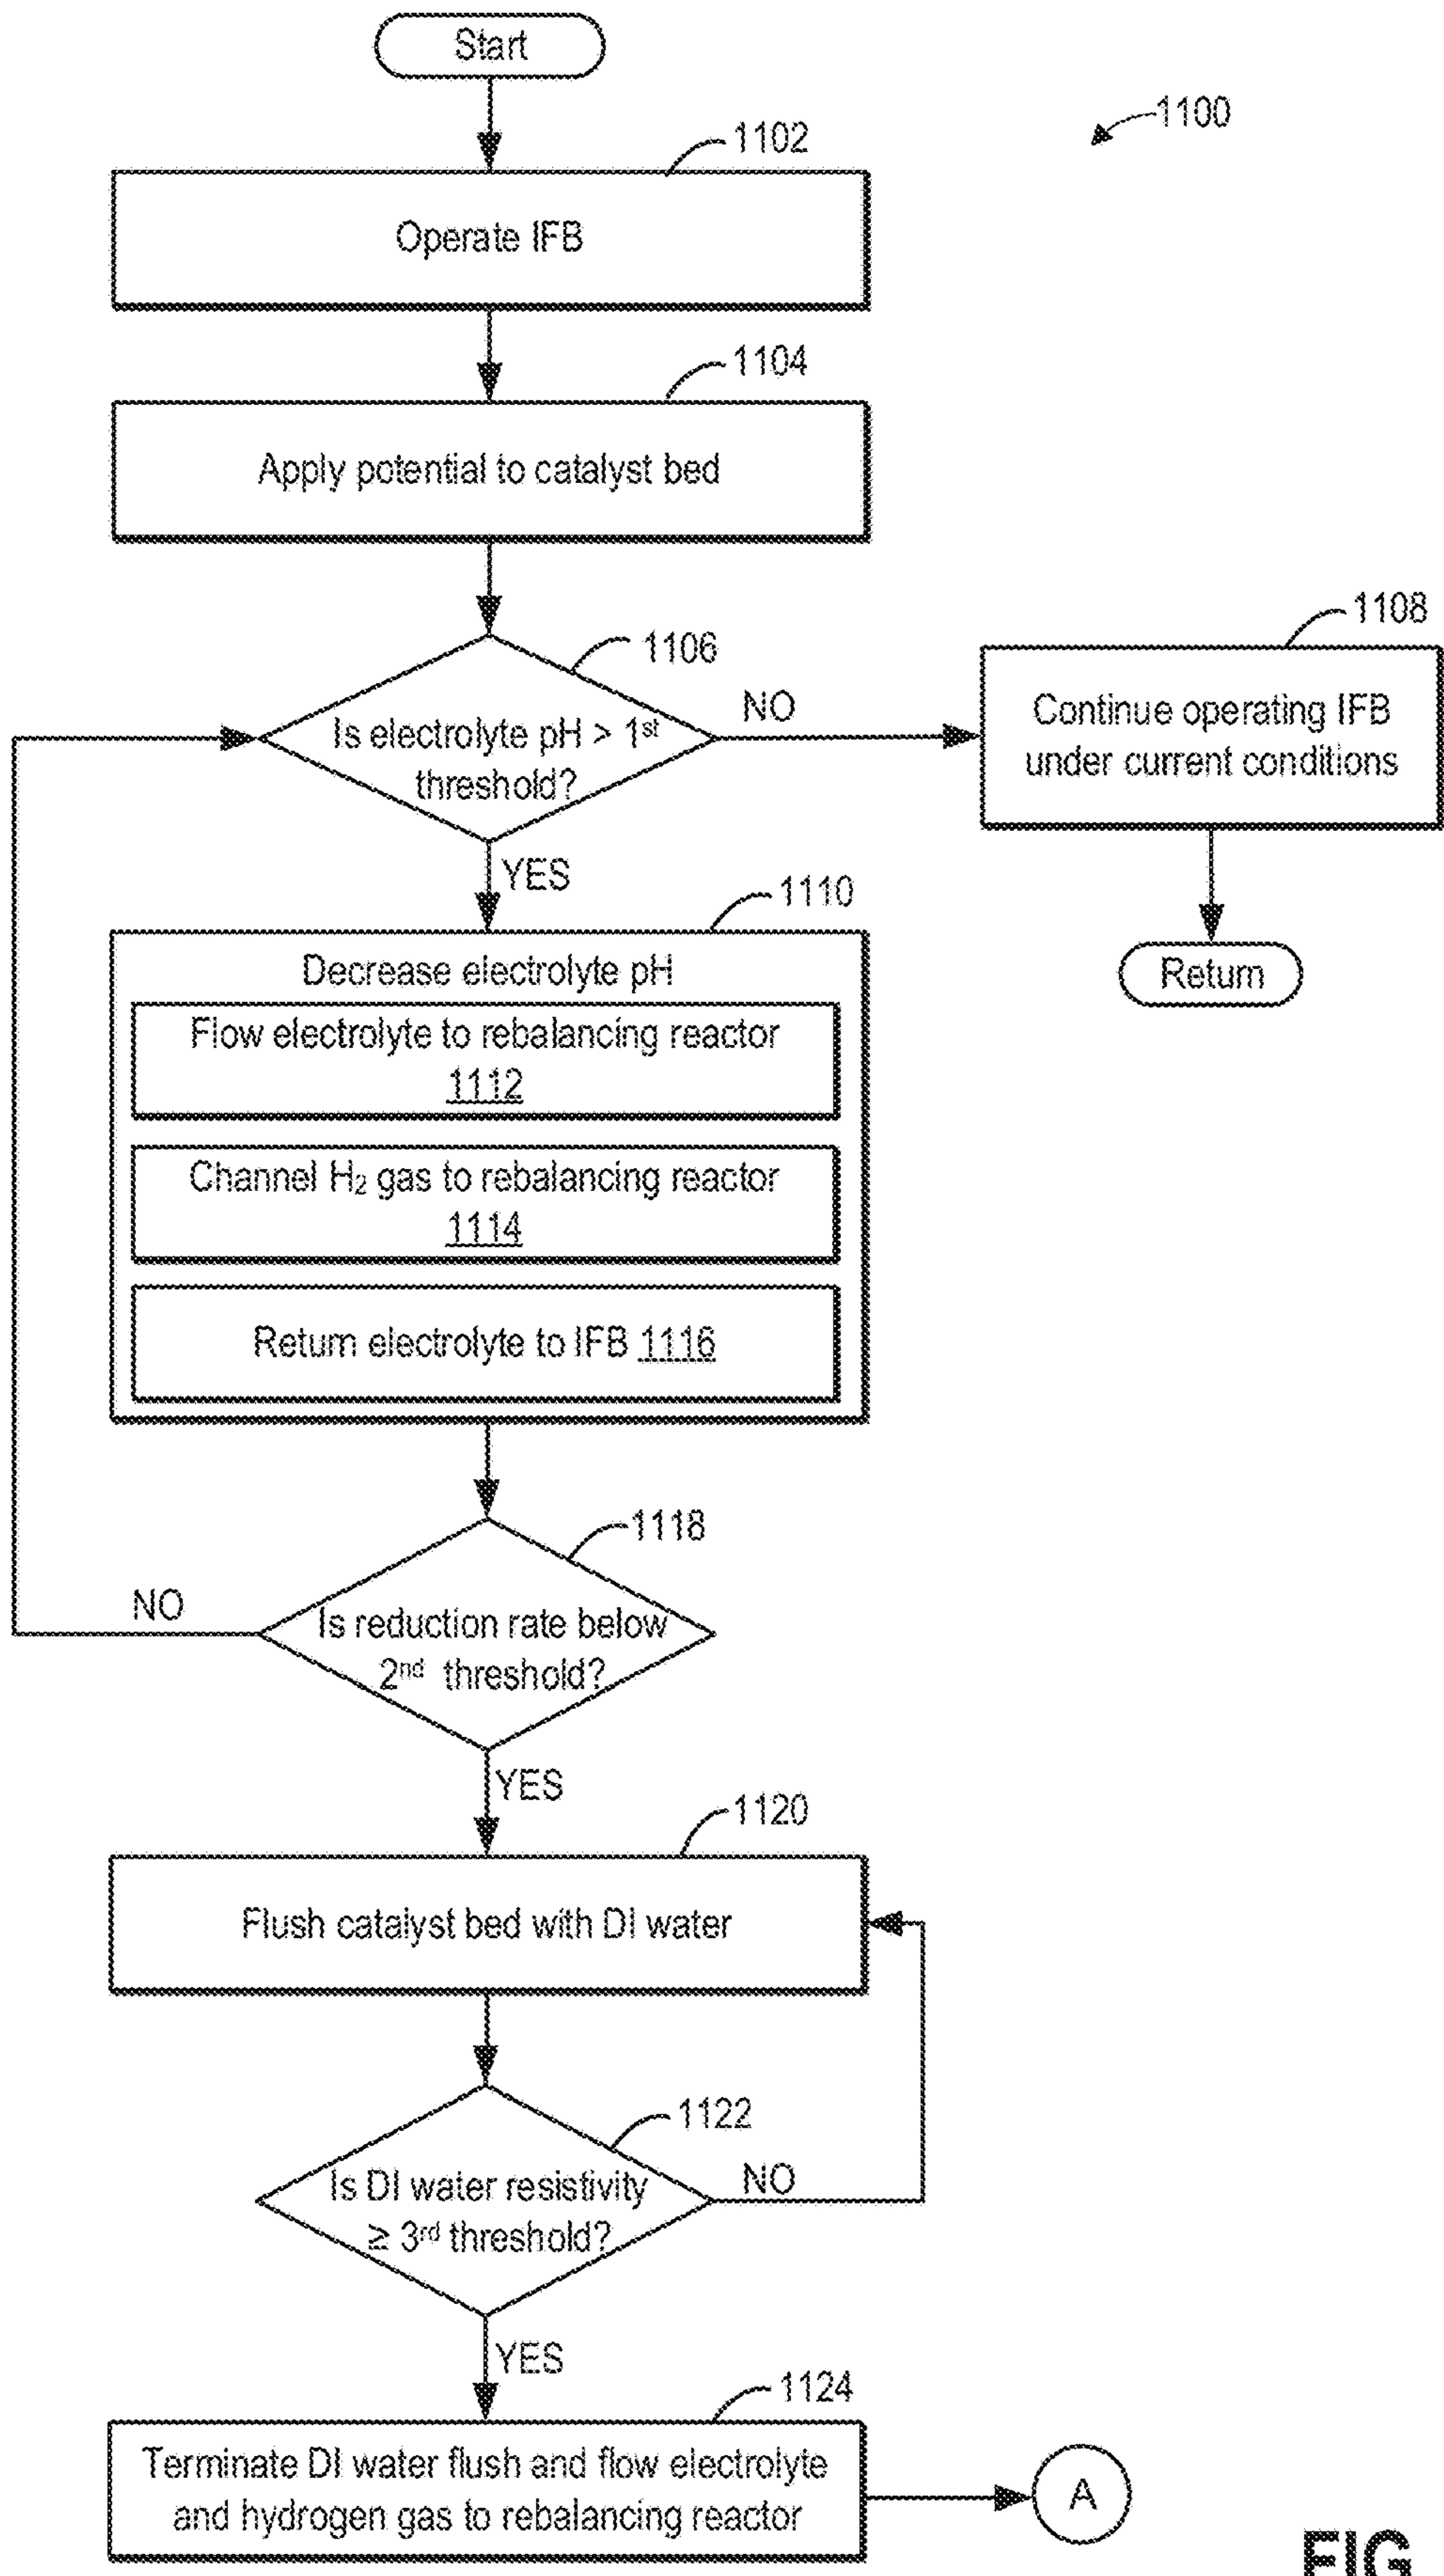 Start
1100
1102
Operate IFB
1104
Apply potential to catalyst bed
1106
Is electrolyte pH > 1st
threshold?
NO
1108
Continue operating IFB
under current conditions
Return
YES
1110
Decrease electrolyte pH
Flow electrolyte to rebalancing reactor
1112
Channel H₂ gas to rebalancing reactor
1114
Return electrolyte to IFB 1116
1118
Is reduction rate below
2nd threshold?
NO
YES
1120
Flush catalyst bed with DI water
1122
Is DI water resistivity
≥ 3rd threshold?
NO
YES
1124
Terminate DI water flush and flow electrolyte
and hydrogen gas to rebalancing reactor
A
FIG